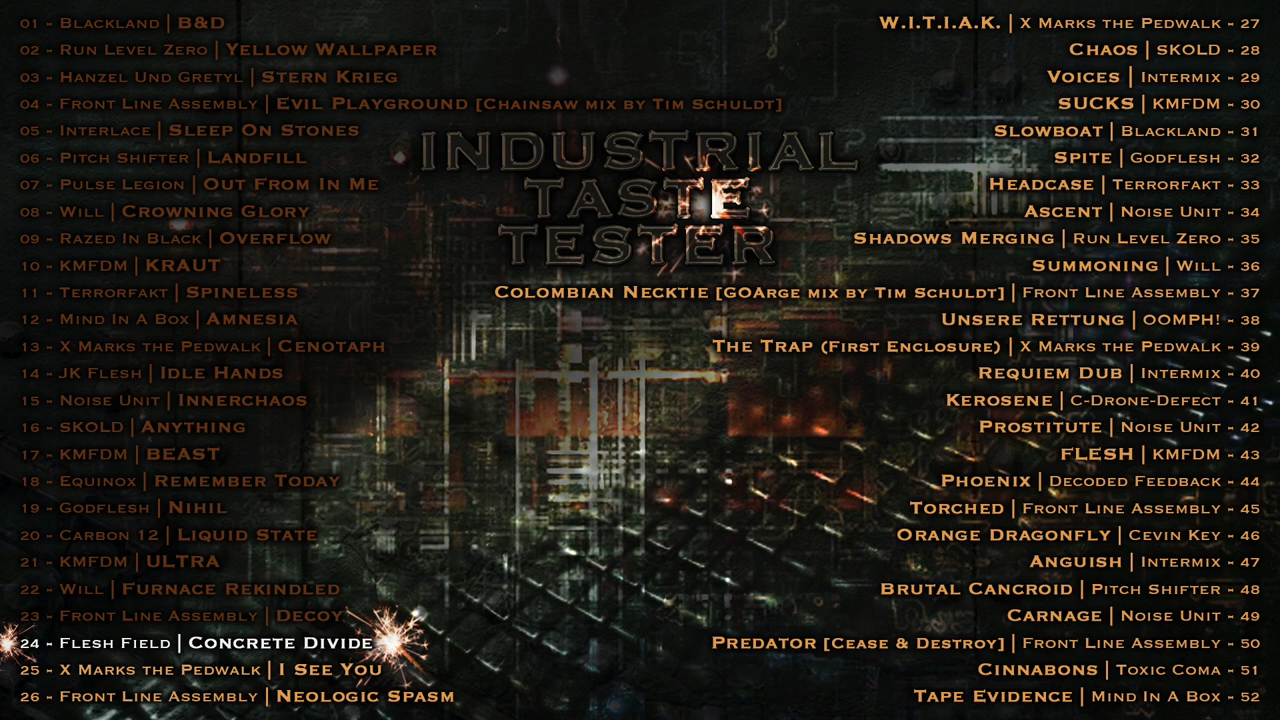 01 - Blackland | B&D
02 - Run Level Zero | Yellow Wallpaper
03 - Hanzel Und Gretyl | Stern Krieg
04 - Front Line Assembly | Evil Playground [Chainsaw mix by Tim Schuldt]
05 - Interlace | Sleep On Stones
06 - Pitch Shifter | Landfill
07 - Pulse Legion | Out From In Me
08 - Will | Crowning Glory
09 - Razed In Black | Overflow
10 - KMFDM | KRAUT
11 - Terrorfakt | Spineless
12 - Mind In A Box | Amnesia
13 - X Marks the Pedwalk | Cenotaph
14 - JK Flesh | Idle Hands
15 - Noise Unit | Innerchaos
16 - SKOLD | Anything
17 - KMFDM | BEAST
18 - Equinox | Remember Today
19 - Godflesh | Nihil
20 - Carbon 12 | Liquid State
21 - KMFDM | ULTRA
22 - Will | Furnace Rekindled
23 - Front Line Assembly | Decoy
24 - Flesh Field | Concrete Divide
25 - X Marks the Pedwalk | I See You
26 - Front Line Assembly | Neologic Spasm
INDUSTRIAL
TASTE
TESTER
W.I.T.I.A.K. | X Marks the Pedwalk - 27
Chaos | SKOLD - 28
Voices | Intermix - 29
SUCKS | KMFDM - 30
Slowboat | Blackland - 31
Spite | Godflesh - 32
Headcase | Terrorfakt - 33
Ascent | Noise Unit - 34
Shadows Merging | Run Level Zero - 35
Summoning | Will - 36
Colombian Necktie [GOArge mix by Tim Schuldt] | Front Line Assembly - 37
Unsere Rettung | OOMPH! - 38
The Trap (First Enclosure) | X Marks the Pedwalk - 39
Requiem Dub | Intermix - 40
Kerosene | C-Drone-Defect - 41
Prostitute | Noise Unit - 42
FLESH | KMFDM - 43
Phoenix | Decoded Feedback - 44
Torched | Front Line Assembly - 45
Orange Dragonfly | Cevin Key - 46
Anguish | Intermix - 47
Brutal Cancroid | Pitch Shifter - 48
Carnage | Noise Unit - 49
Predator [Cease & Destroy] | Front Line Assembly - 50
Cinnabons | Toxic Coma - 51
Tape Evidence | Mind In A Box - 52